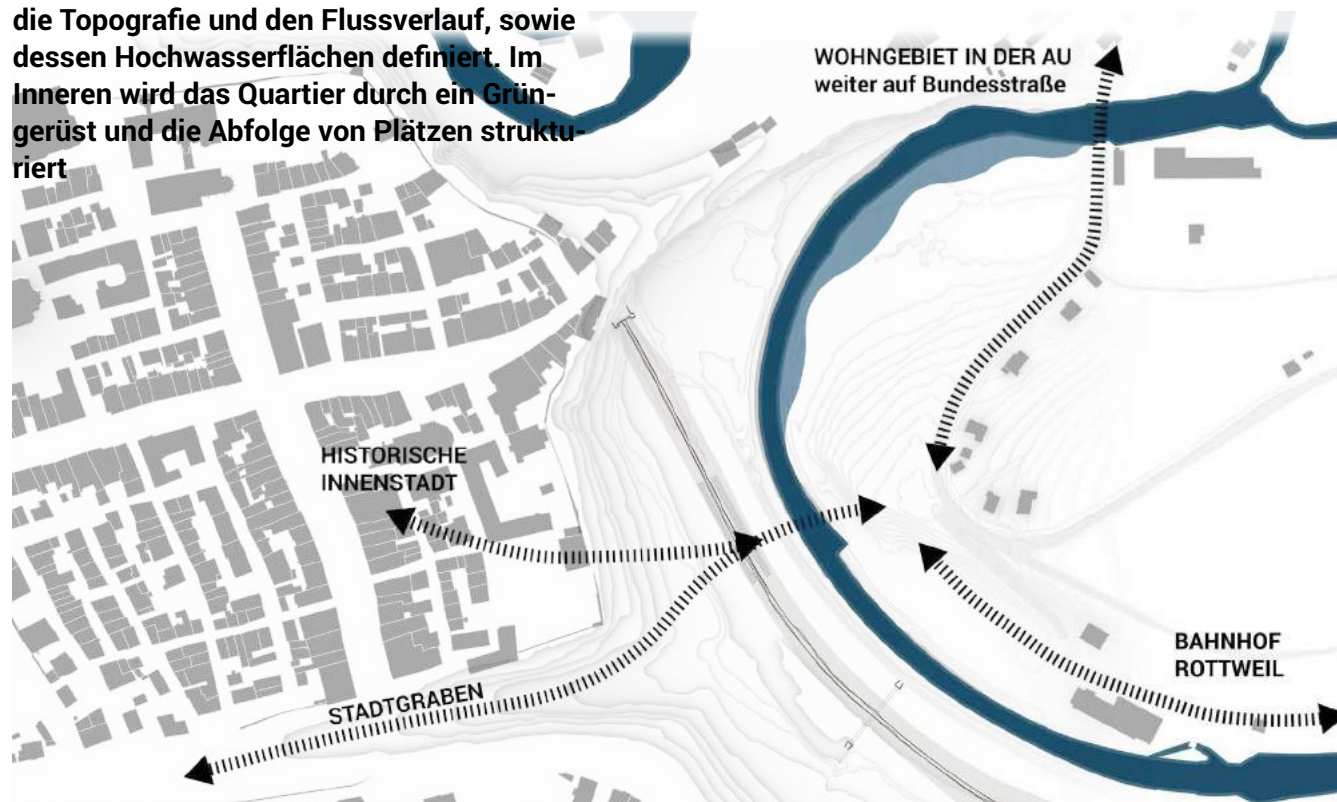 die Topografie und den Flussverlauf, sowie
dessen Hochwasserflächen definiert. Im
Inneren wird das Quartier durch ein Grün-
gerüst und die Abfolge von Plätzen struktu-
riert
WOHNGEBIET IN DER AU
weiter auf Bundesstraße
HISTORISCHE
INNENSTADT
STADTGRABEN
BAHNHOF
ROTTWEIL